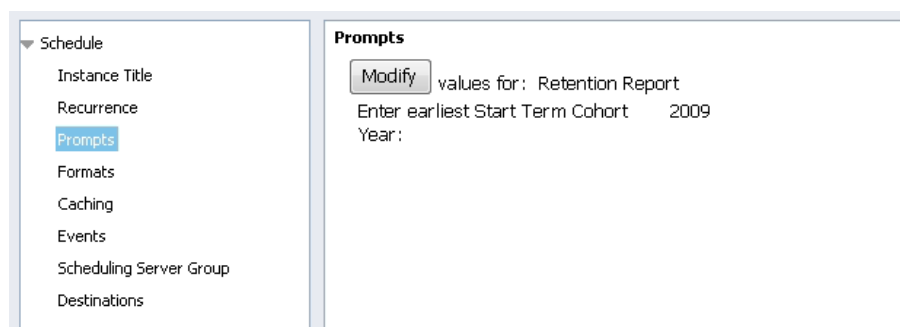 Schedule
Instance Title
Recurrence
Prompts
Formats
Caching
Events
Scheduling Server Group
Destinations
Prompts
Modify values for: Retention Report
Enter earliest Start Term Cohort 2009
Year: